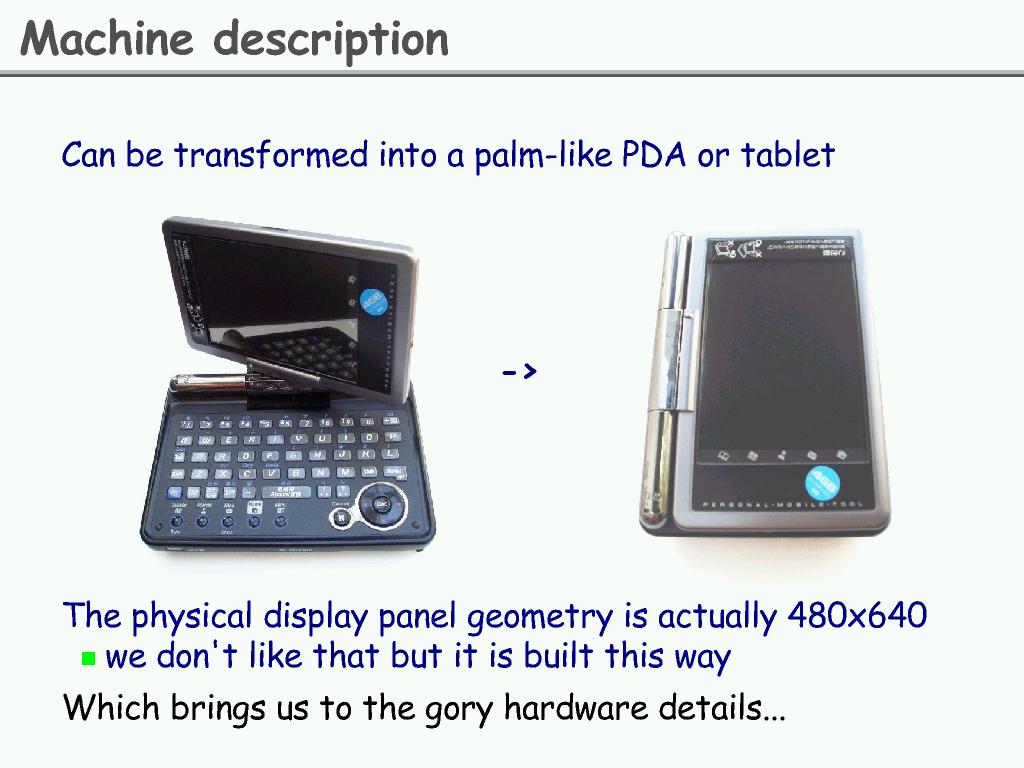 Machine description
Can be transformed into a palm-like PDA or tablet
4GB
->
4GB
PERSONAL·MOBILE·TOOL
The physical display panel geometry is actually 480x640
we don't like that but it is built this way
Which brings us to the gory hardware details...